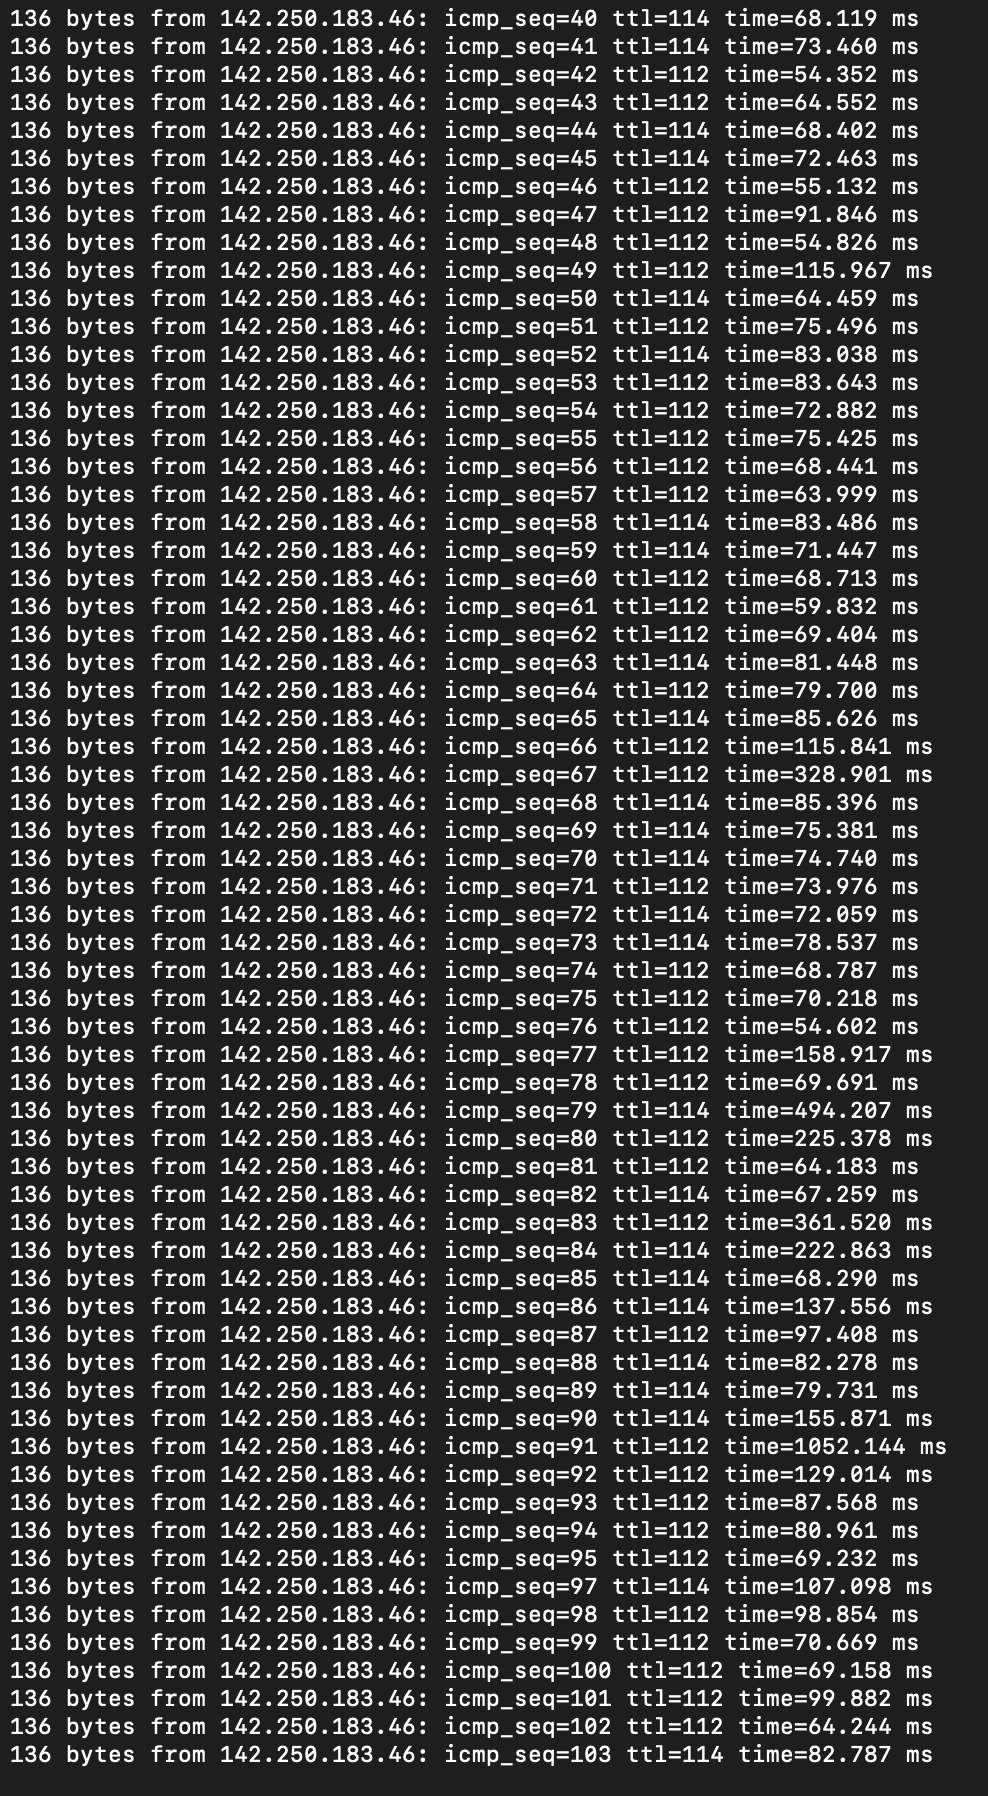 136 bytes from 142.250.183.46: icmp_seq=40 ttl=114 time=68.119 ms
136 bytes from 142.250.183.46: icmp_seq=41 ttl=114 time=73.460 ms
136 bytes from 142.250.183.46: icmp_seq=42 ttl=112 time=54.352 ms
136 bytes from 142.250.183.46: icmp_seq=43 ttl=112 time=64.552 ms
136 bytes from 142.250.183.46: icmp_seq=44 ttl=114 time=68.402 ms
136 bytes from 142.250.183.46: icmp_seq=45 ttl=114 time=72.463 ms
136 bytes from 142.250.183.46: icmp_seq=46 ttl=112 time=55.132 ms
136 bytes from 142.250.183.46: icmp_seq=47 ttl=112 time=91.846 ms
136 bytes from 142.250.183.46: icmp_seq=48 ttl=112 time=54.826 ms
136 bytes from 142.250.183.46: icmp_seq=49 ttl=112 time=115.967 ms
136 bytes from 142.250.183.46: icmp_seq=50 ttl=114 time=64.459 ms
136 bytes from 142.250.183.46: icmp_seq=51 ttl=112 time=75.496 ms
136 bytes from 142.250.183.46: icmp_seq=52 ttl=114 time=83.038 ms
136 bytes from 142.250.183.46: icmp_seq=53 ttl=112 time=83.643 ms
136 bytes from 142.250.183.46: icmp_seq=54 ttl=112 time=72.882 ms
136 bytes from 142.250.183.46: icmp_seq=55 ttl=112 time=75.425 ms
136 bytes from 142.250.183.46: icmp_seq=56 ttl=112 time=68.441 ms
136 bytes from 142.250.183.46: icmp_seq=57 ttl=112 time=63.999 ms
136 bytes from 142.250.183.46: icmp_seq=58 ttl=114 time=83.486 ms
136 bytes from 142.250.183.46: icmp_seq=59 ttl=114 time=71.447 ms
136 bytes from 142.250.183.46: icmp_seq=60 ttl=112 time=68.713 ms
136 bytes from 142.250.183.46: icmp_seq=61 ttl=112 time=59.832 ms
136 bytes from 142.250.183.46: icmp_seq=62 ttl=112 time=69.404 ms
136 bytes from 142.250.183.46: icmp_seq=63 ttl=114 time=81.448 ms
136 bytes from 142.250.183.46: icmp_seq=64 ttl=112 time=79.700 ms
136 bytes from 142.250.183.46: icmp_seq=65 ttl=114 time=85.626 ms
136 bytes from 142.250.183.46: icmp_seq=66 ttl=112 time=115.841 ms
136 bytes from 142.250.183.46: icmp_seq=67 ttl=112 time=328.901 ms
136 bytes from 142.250.183.46: icmp_seq=68 ttl=114 time=85.396 ms
136 bytes from 142.250.183.46: icmp_seq=69 ttl=114 time=75.381 ms
136 bytes from 142.250.183.46: icmp_seq=70 ttl=114 time=74.740 ms
136 bytes from 142.250.183.46: icmp_seq=71 ttl=112 time=73.976 ms
136 bytes from 142.250.183.46: icmp_seq=72 ttl=114 time=72.059 ms
136 bytes from 142.250.183.46: icmp_seq=73 ttl=114 time=78.537 ms
136 bytes from 142.250.183.46: icmp_seq=74 ttl=112 time=68.787 ms
136 bytes from 142.250.183.46: icmp_seq=75 ttl=112 time=70.218 ms
136 bytes from 142.250.183.46: icmp_seq=76 ttl=112 time=54.602 ms
136 bytes from 142.250.183.46: icmp_seq=77 ttl=112 time=158.917 ms
136 bytes from 142.250.183.46: icmp_seq=78 ttl=112 time=69.691 ms
136 bytes from 142.250.183.46: icmp_seq=79 ttl=114 time=494.207 ms
136 bytes from 142.250.183.46: icmp_seq=80 ttl=112 time=225.378 ms
136 bytes from 142.250.183.46: icmp_seq=81 ttl=112 time=64.183 ms
136 bytes from 142.250.183.46: icmp_seq=82 ttl=114 time=67.259 ms
136 bytes from 142.250.183.46: icmp_seq=83 ttl=112 time=361.520 ms
136 bytes from 142.250.183.46: icmp_seq=84 ttl=114 time=222.863 ms
136 bytes from 142.250.183.46: icmp_seq=85 ttl=114 time=68.290 ms
136 bytes from 142.250.183.46: icmp_seq=86 ttl=114 time=137.556 ms
136 bytes from 142.250.183.46: icmp_seq=87 ttl=112 time=97.408 ms
136 bytes from 142.250.183.46: icmp_seq=88 ttl=114 time=82.278 ms
136 bytes from 142.250.183.46: icmp_seq=89 ttl=114 time=79.731 ms
136 bytes from 142.250.183.46: icmp_seq=90 ttl=114 time=155.871 ms
136 bytes from 142.250.183.46: icmp_seq=91 ttl=112 time=1052.144 ms
136 bytes from 142.250.183.46: icmp_seq=92 ttl=112 time=129.014 ms
136 bytes from 142.250.183.46: icmp_seq=93 ttl=112 time=87.568 ms
136 bytes from 142.250.183.46: icmp_seq=94 ttl=112 time=80.961 ms
136 bytes from 142.250.183.46: icmp_seq=95 ttl=112 time=69.232 ms
136 bytes from 142.250.183.46: icmp_seq=97 ttl=114 time=107.098 ms
136 bytes from 142.250.183.46: icmp_seq=98 ttl=112 time=98.854 ms
136 bytes from 142.250.183.46: icmp_seq=99 ttl=112 time=70.669 ms
136 bytes from 142.250.183.46: icmp_seq=100 ttl=112 time=69.158 ms
136 bytes from 142.250.183.46: icmp_seq=101 ttl=112 time=99.882 ms
136 bytes from 142.250.183.46: icmp_seq=102 ttl=112 time=64.244 ms
136 bytes from 142.250.183.46: icmp_seq=103 ttl=114 time=82.787 ms